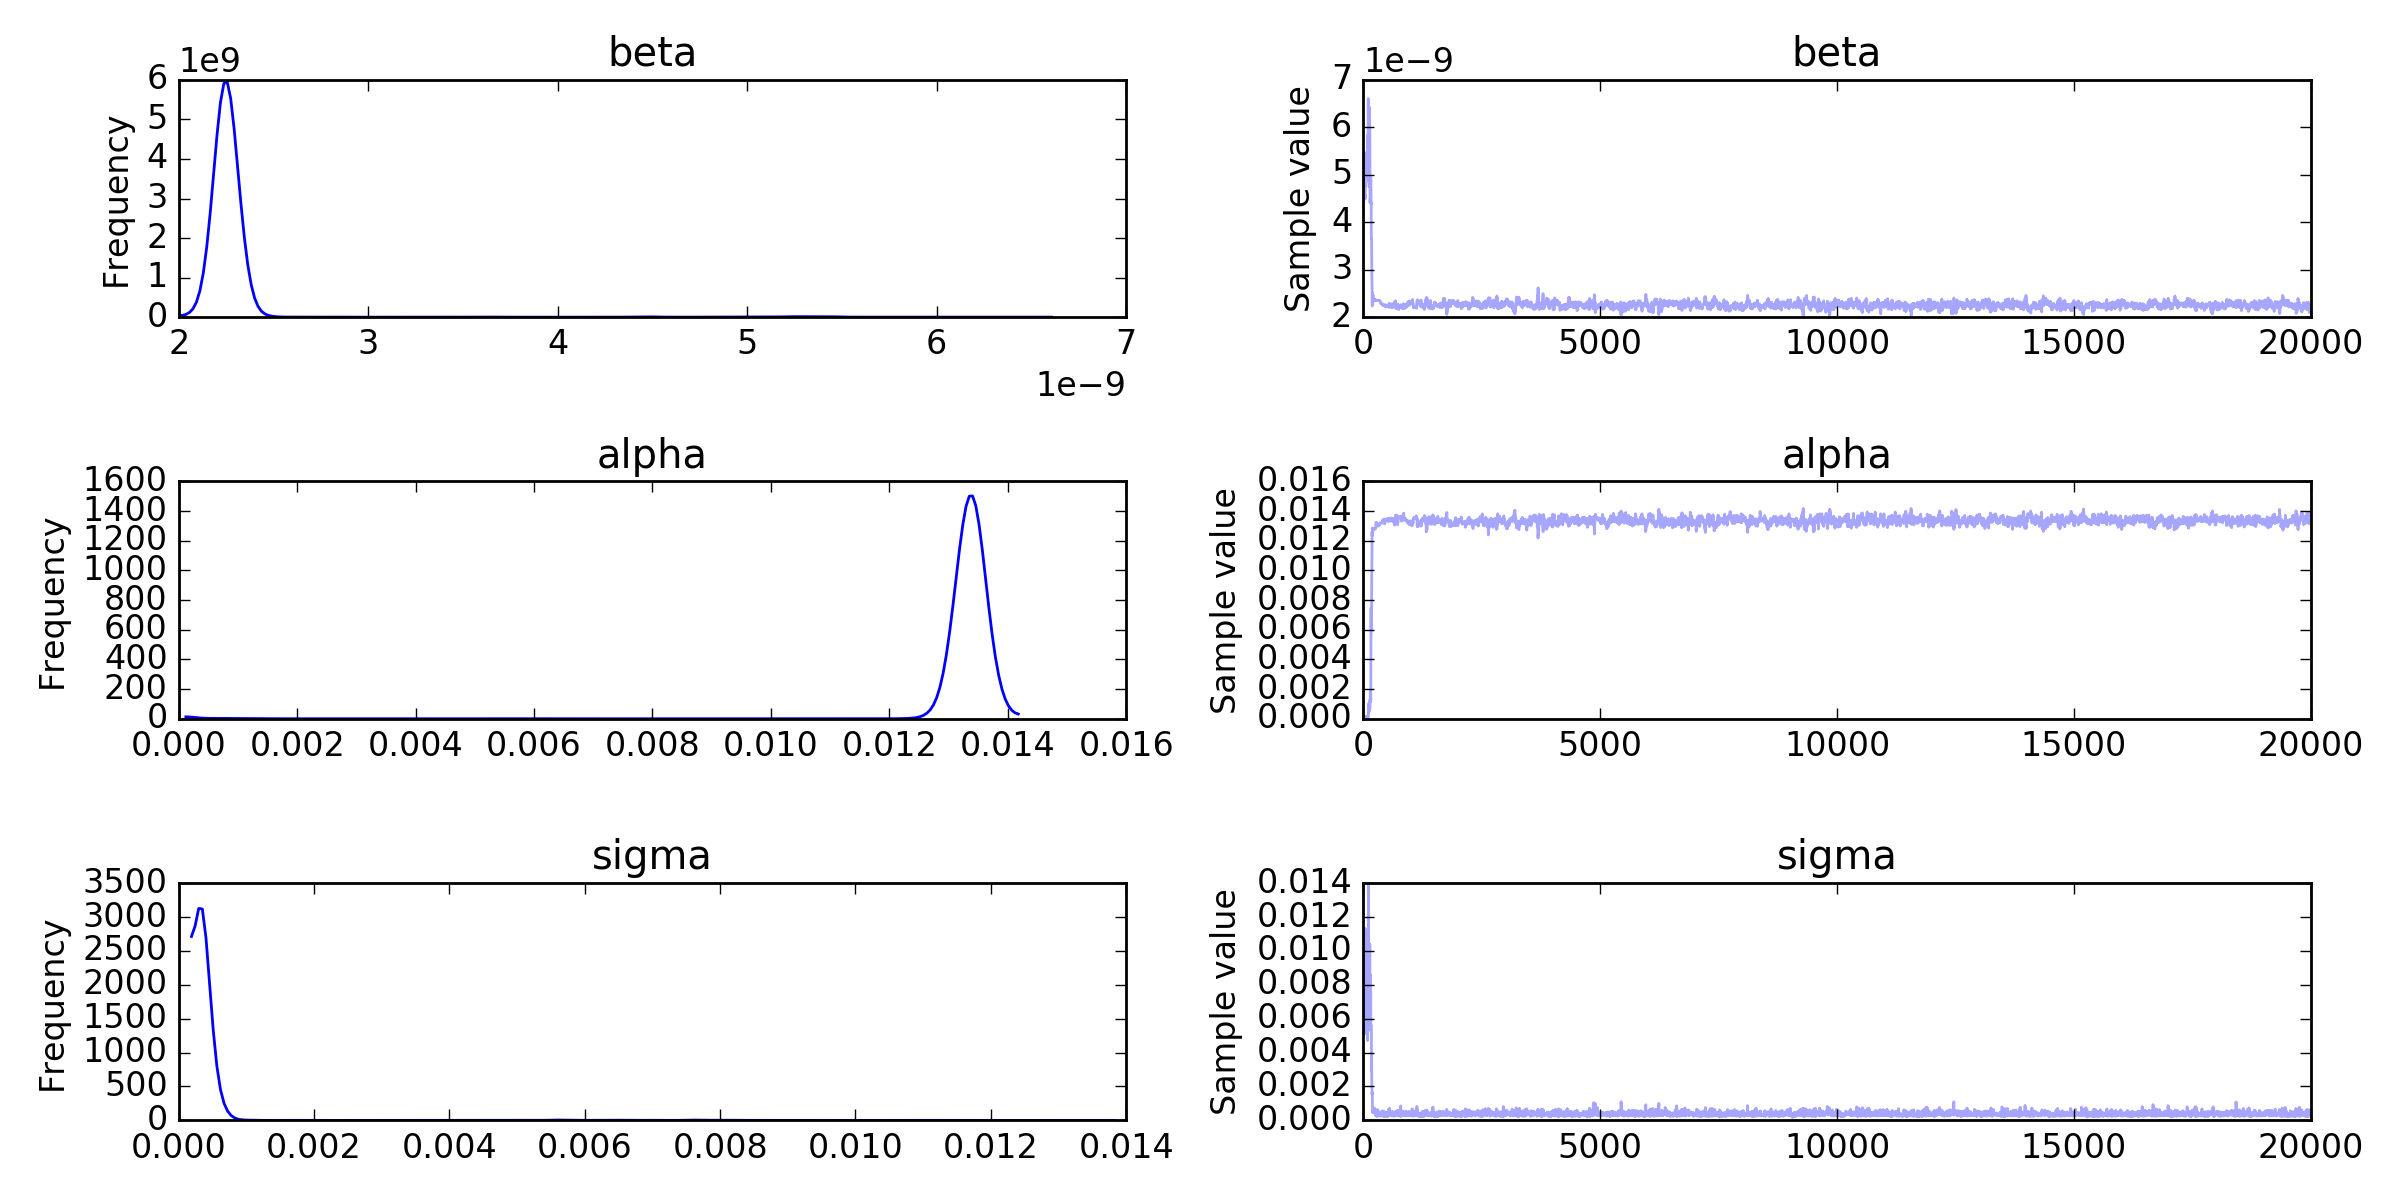 beta
1e9
6
5
4
3
2
1
0
Frequency
2 3 4 5 6 7
1e−9
beta
1e−9
7
6
5
4
3
2
Sample value
0 5000 10000 15000 20000
alpha
1600
1400
1200
1000
800
600
400
200
0
Frequency
0.000 0.002 0.004 0.006 0.008 0.010 0.012 0.014 0.016
alpha
0.016
0.014
0.012
0.010
0.008
0.006
0.004
0.002
0.000
Sample value
0 5000 10000 15000 20000
sigma
3500
3000
2500
2000
1500
1000
500
0
Frequency
0.000 0.002 0.004 0.006 0.008 0.010 0.012 0.014
sigma
0.014
0.012
0.010
0.008
0.006
0.004
0.002
0.000
Sample value
0 5000 10000 15000 20000